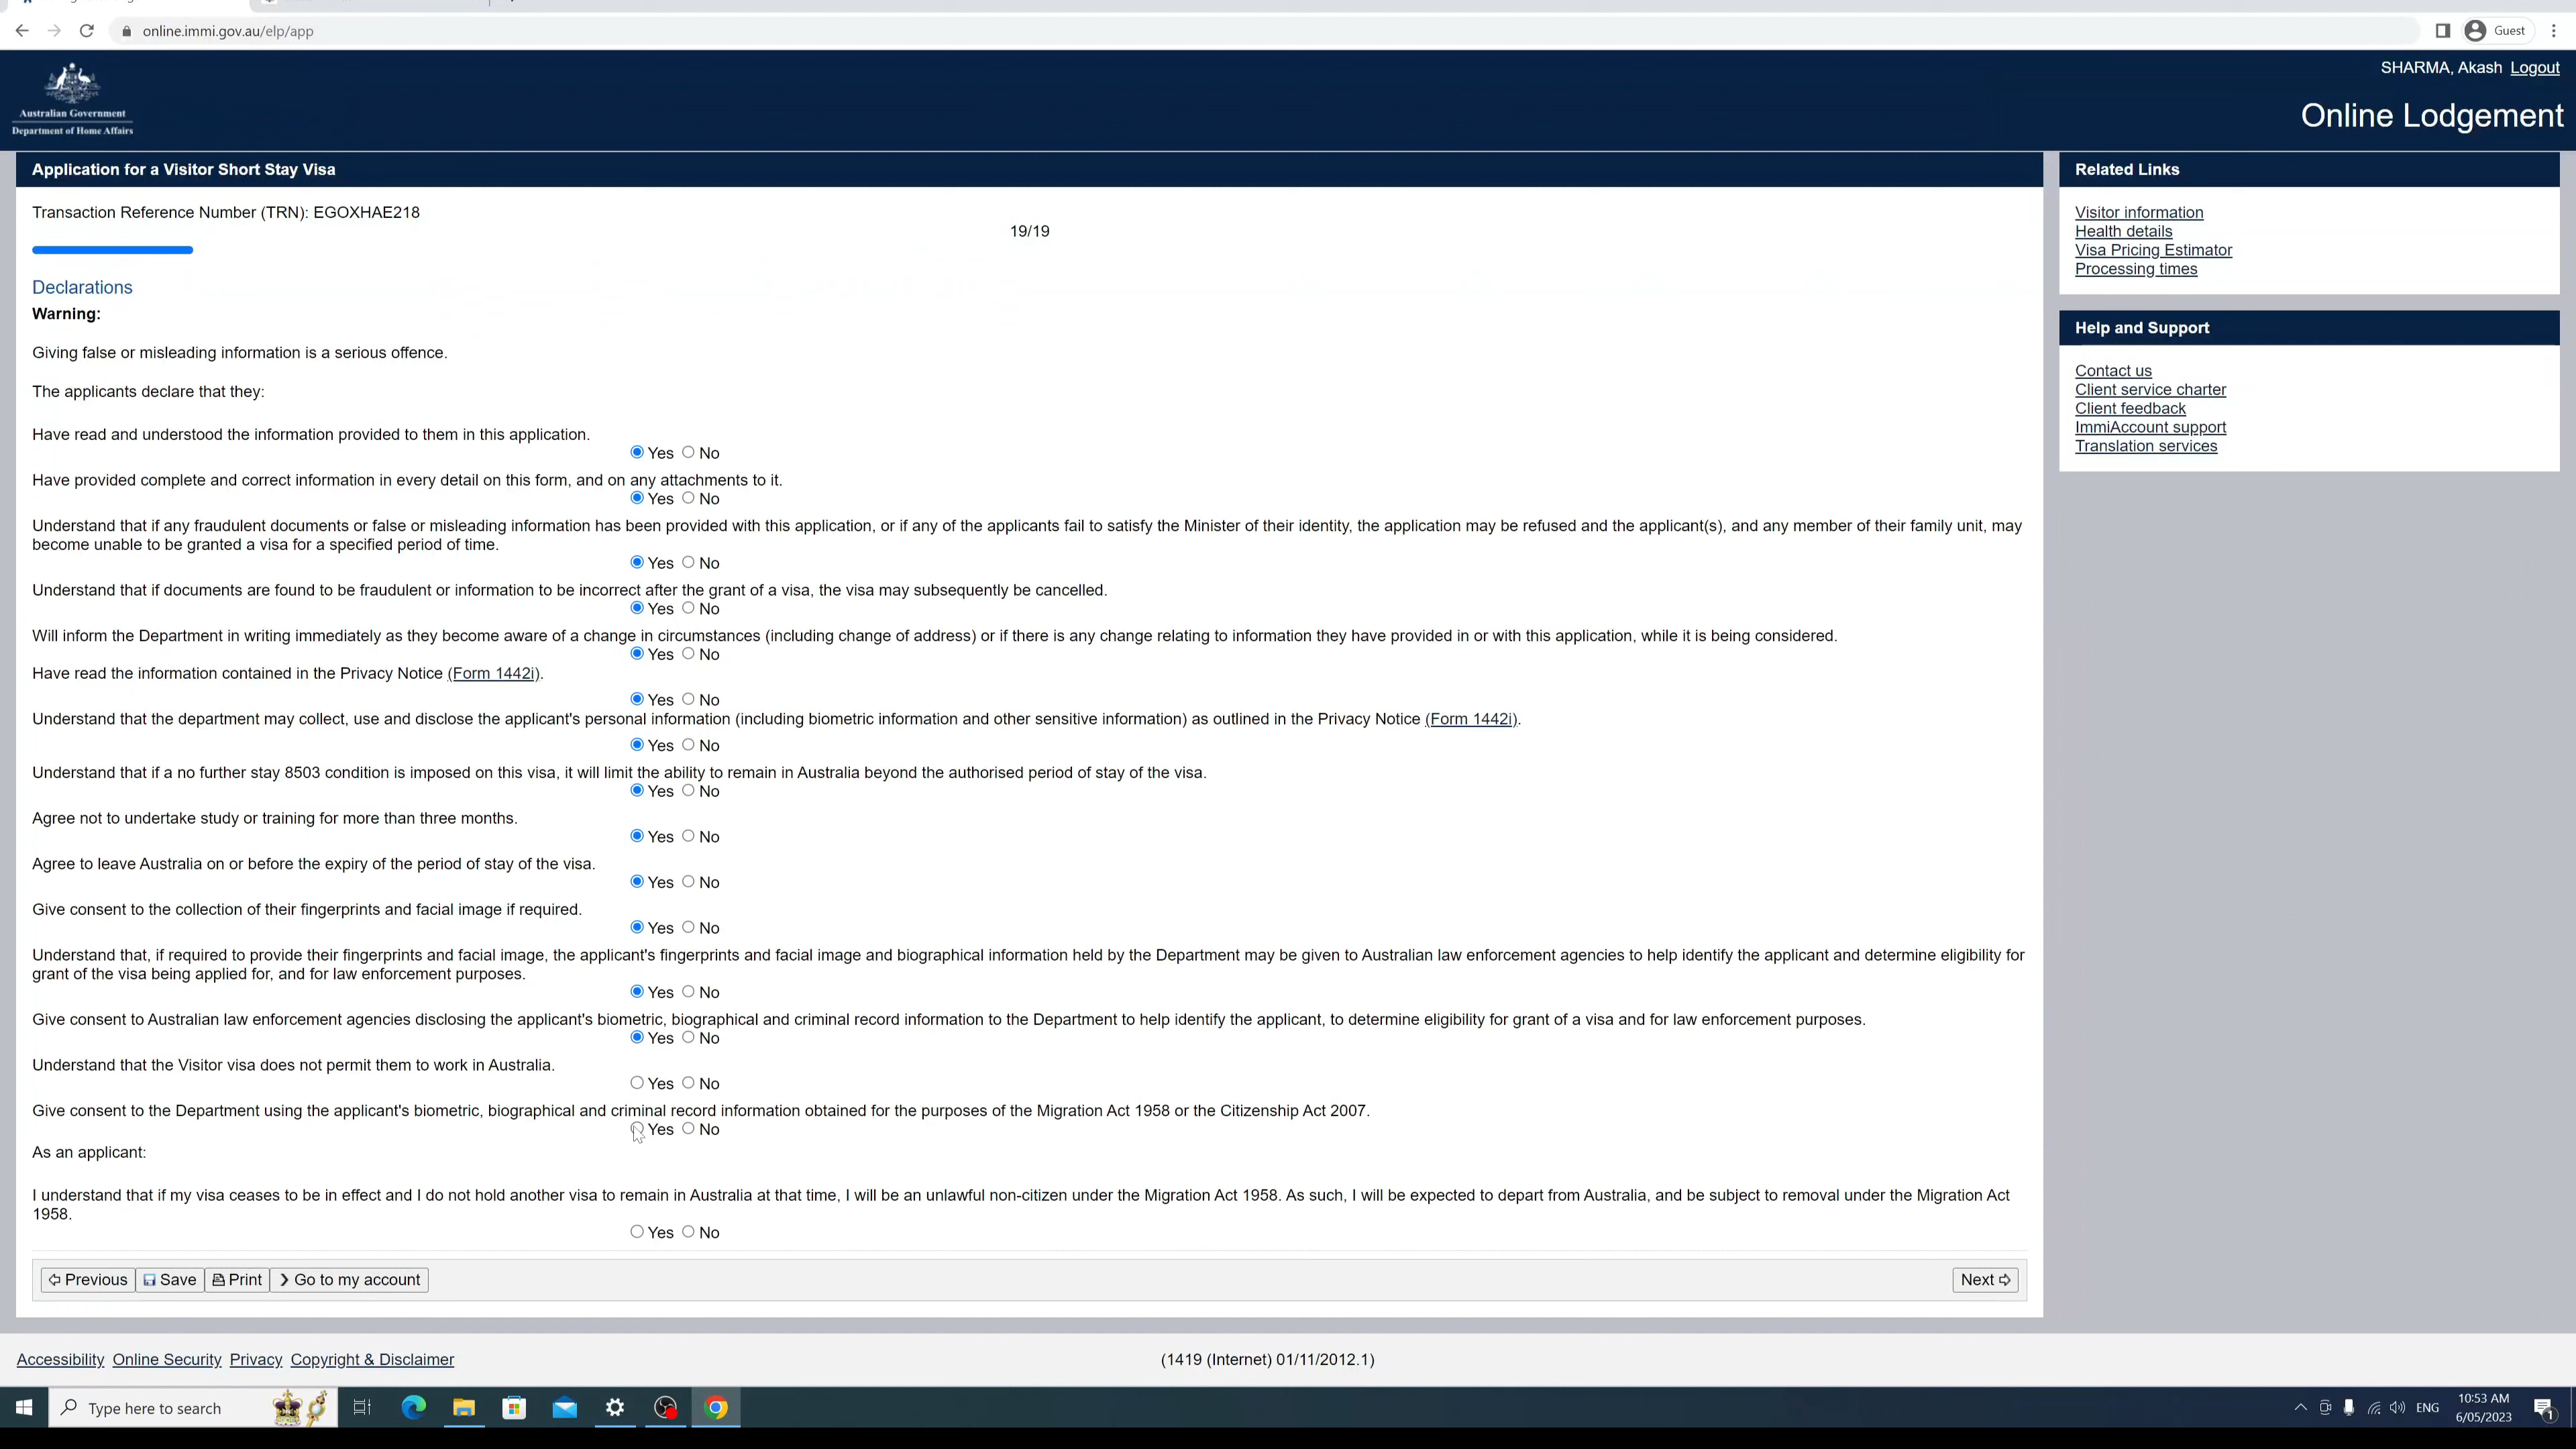 online.immi.gov.au/elp/app
Guest
SHARMA, Akash Logout
Australian Government
Department of Home Affairs
Online Lodgement
Application for a Visitor Short Stay Visa
Transaction Reference Number (TRN): EGOXHAE218
19/19
Declarations
Warning:
Giving false or misleading information is a serious offence.
The applicants declare that they:
Have read and understood the information provided to them in this application.
Yes No
Have provided complete and correct information in every detail on this form, and on any attachments to it.
Yes No
Understand that if any fraudulent documents or false or misleading information has been provided with this application, or if any of the applicants fail to satisfy the Minister of their identity, the application may be refused and the applicant(s), and any member of their family unit, may
become unable to be granted a visa for a specified period of time.
Yes No
Understand that if documents are found to be fraudulent or information to be incorrect after the grant of a visa, the visa may subsequently be cancelled.
Yes No
Will inform the Department in writing immediately as they become aware of a change in circumstances (including change of address) or if there is any change relating to information they have provided in or with this application, while it is being considered.
Yes No
Have read the information contained in the Privacy Notice (Form 1442i).
Yes No
Understand that the department may collect, use and disclose the applicant's personal information (including biometric information and other sensitive information) as outlined in the Privacy Notice (Form 1442i).
Yes No
Understand that if a no further stay 8503 condition is imposed on this visa, it will limit the ability to remain in Australia beyond the authorised period of stay of the visa.
Yes No
Agree not to undertake study or training for more than three months.
Yes No
Agree to leave Australia on or before the expiry of the period of stay of the visa.
Yes No
Give consent to the collection of their fingerprints and facial image if required.
Yes No
Understand that, if required to provide their fingerprints and facial image, the applicant's fingerprints and facial image and biographical information held by the Department may be given to Australian law enforcement agencies to help identify the applicant and determine eligibility for
grant of the visa being applied for, and for law enforcement purposes.
Yes No
Give consent to Australian law enforcement agencies disclosing the applicant's biometric, biographical and criminal record information to the Department to help identify the applicant, to determine eligibility for grant of a visa and for law enforcement purposes.
Yes No
Understand that the Visitor visa does not permit them to work in Australia.
Yes No
Give consent to the Department using the applicant's biometric, biographical and criminal record information obtained for the purposes of the Migration Act 1958 or the Citizenship Act 2007.
Yes No
As an applicant:
I understand that if my visa ceases to be in effect and I do not hold another visa to remain in Australia at that time, I will be an unlawful non-citizen under the Migration Act 1958. As such, I will be expected to depart from Australia, and be subject to removal under the Migration Act
1958.
Yes No
Previous Save Print Go to my account Next
Related Links
Visitor information
Health details
Visa Pricing Estimator
Processing times
Help and Support
Contact us
Client service charter
Client feedback
ImmiAccount support
Translation services
Accessibility Online Security Privacy Copyright & Disclaimer
(1419 (Internet) 01/11/2012.1)
Type here to search
ENG
10:53 AM
6/05/2023
1